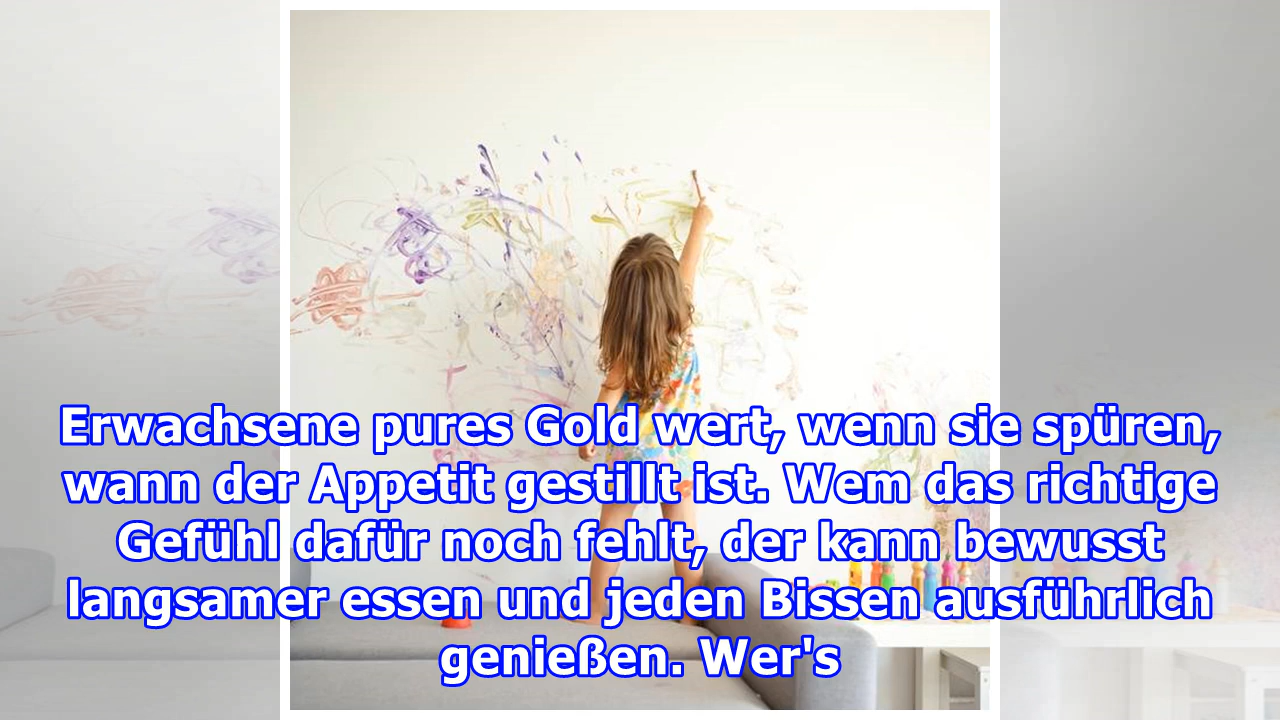 Erwachsene pures Gold wert, wenn sie spüren,
wann der Appetit gestillt ist. Wem das richtige
Gefühl dafür noch fehlt, der kann bewusst
langsamer essen und jeden Bissen ausführlich
genießen. Wer's